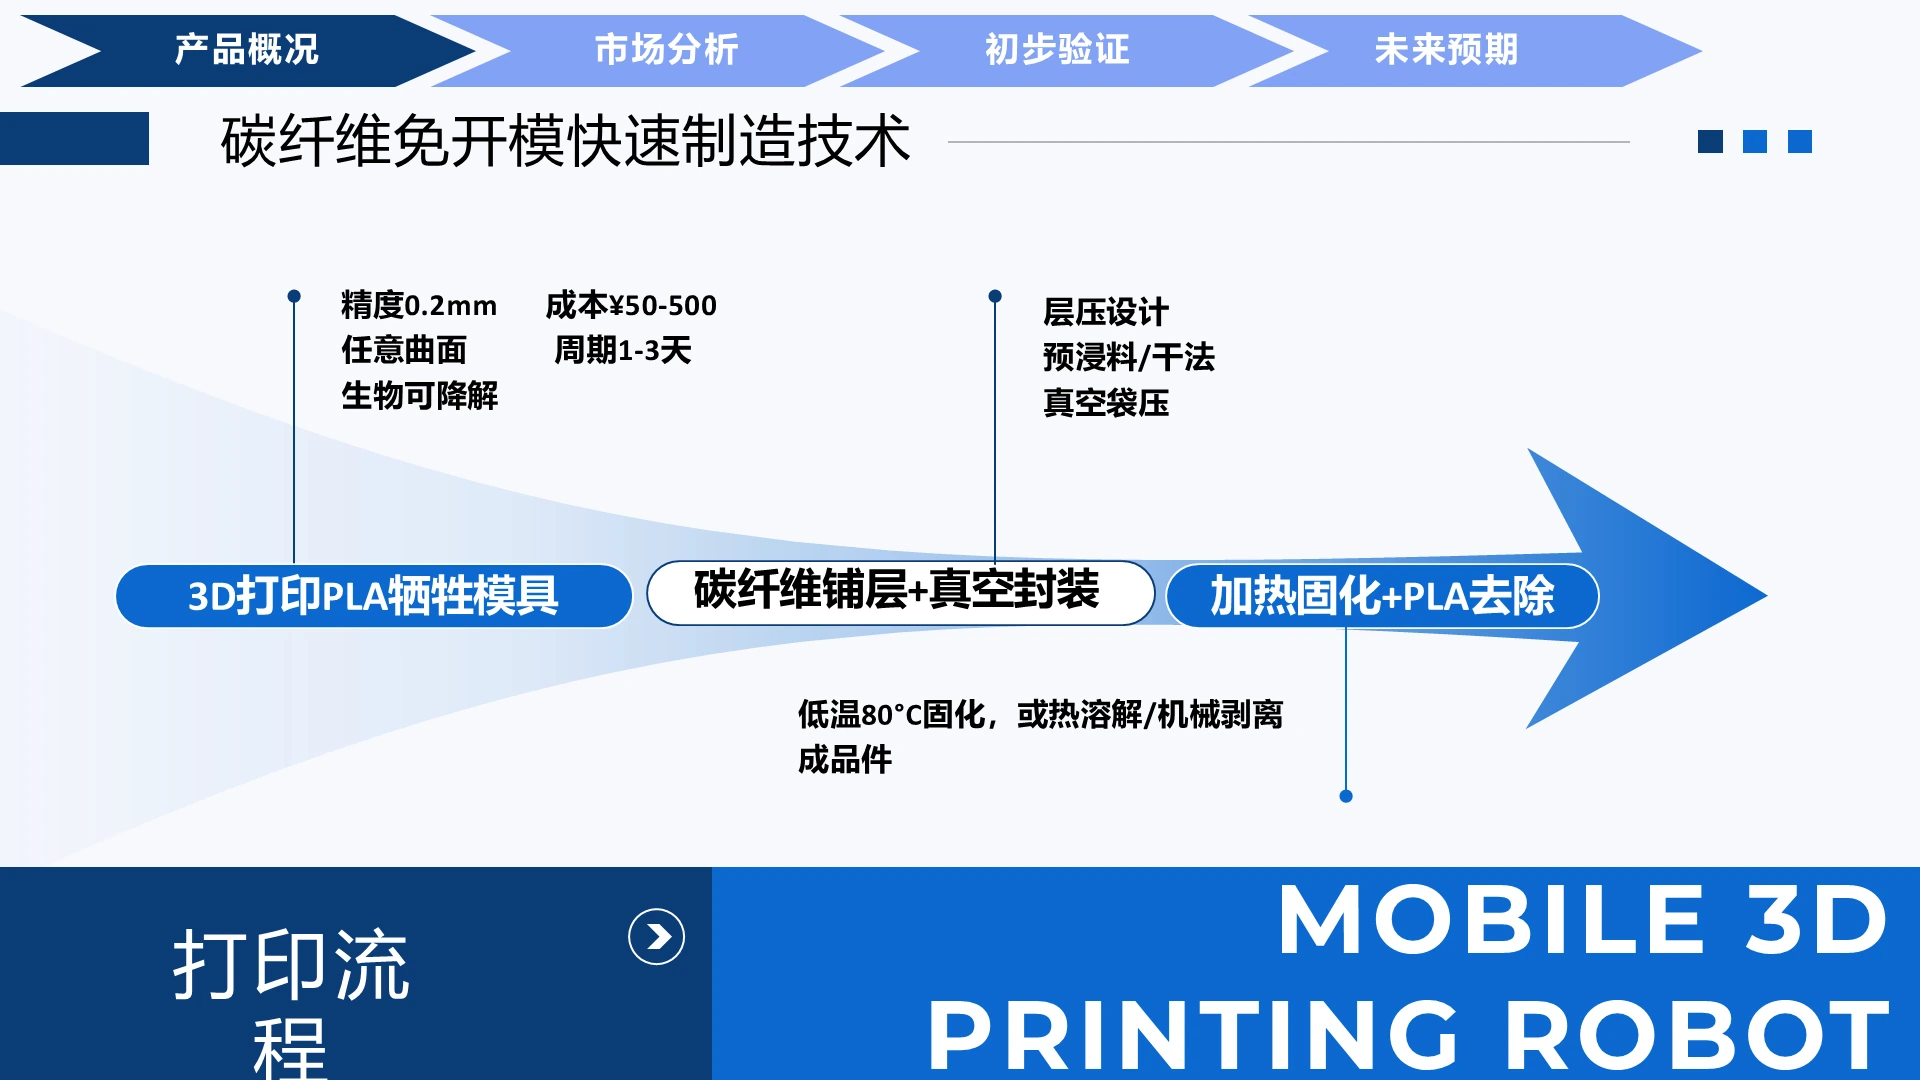 产品概况
市场分析
初步验证
未来预期
碳纤维免开模快速制造技术
精度0.2mm 成本¥50-500
任意曲面 周期1-3天
生物可降解
层压设计
预浸料/干法
真空袋压
3D打印PLA牺牲模具
碳纤维铺层+真空封装
加热固化+PLA去除
低温80°C固化，或热溶解/机械剥离
成品件
打印流
程
MOBILE 3D
PRINTING ROBOT